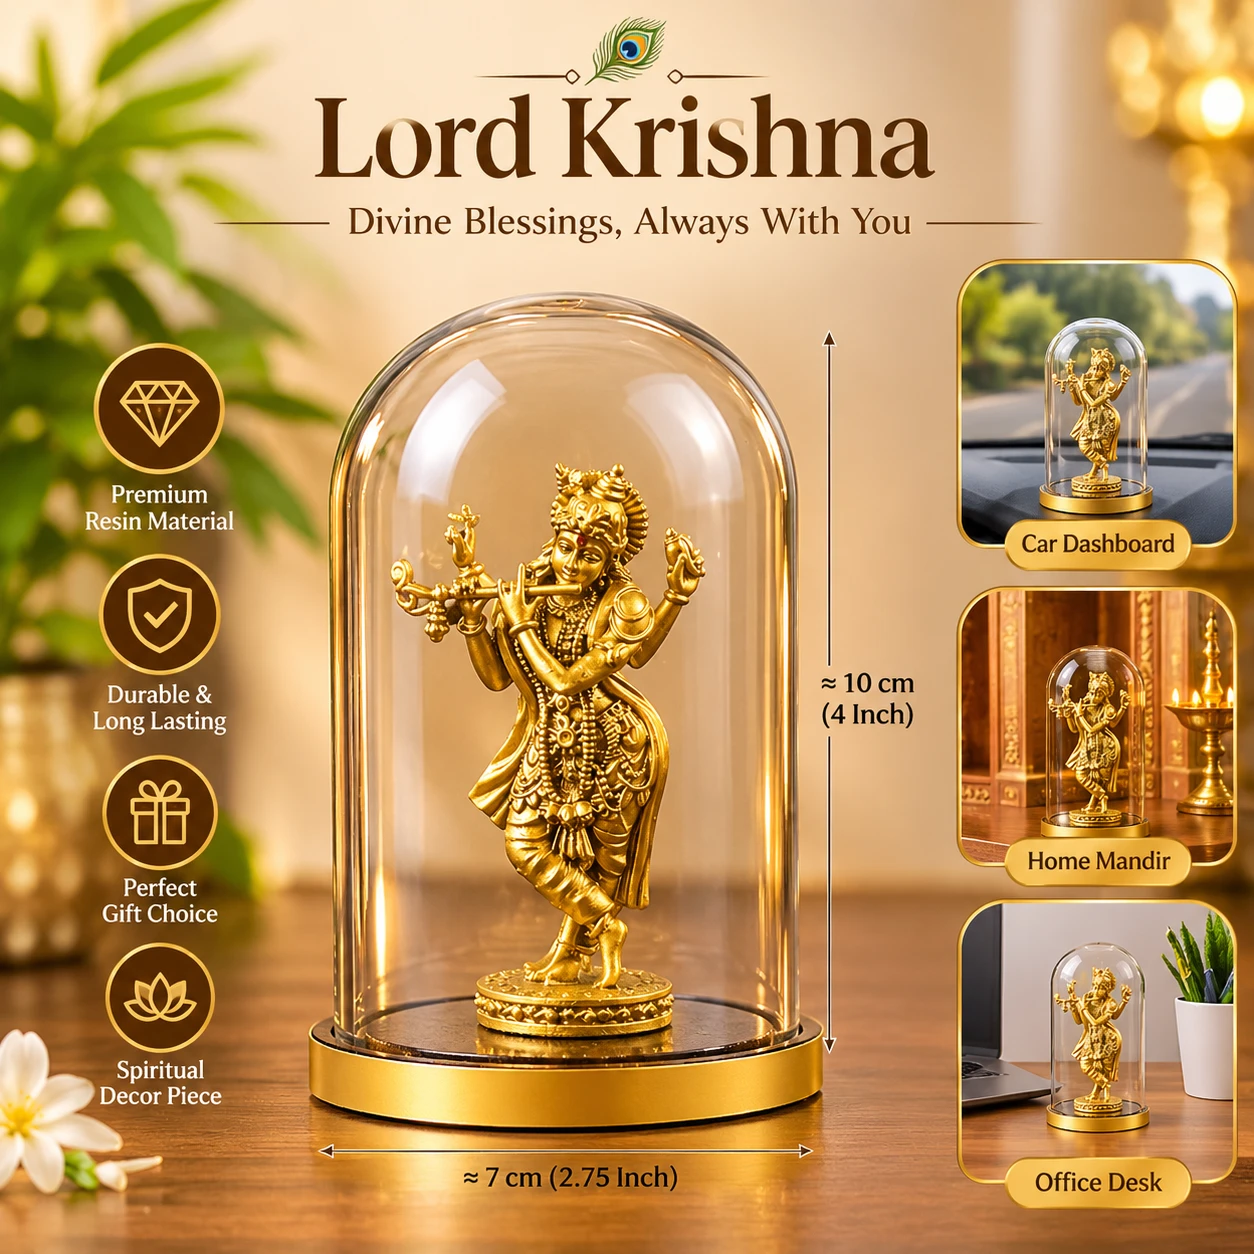 Lord Krishna
Divine Blessings, Always With You
Premium
Resin Material
Durable &
Long Lasting
Perfect
Gift Choice
Spiritual
Decor Piece
≈ 10 cm
(4 Inch)
≈ 7 cm (2.75 Inch)
Car Dashboard
Home Mandir
Office Desk